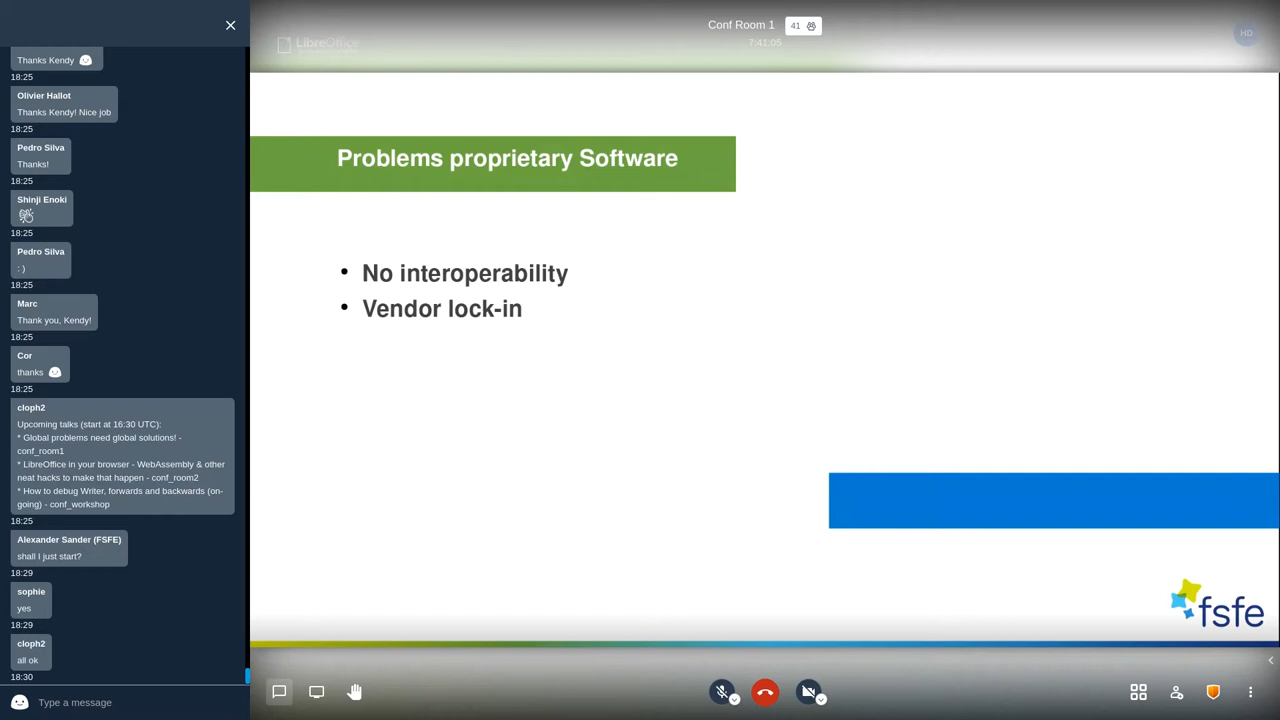 Thanks Kendy
18:25
Olivier Hallot
Thanks Kendy! Nice job
18:25
Pedro Silva
Thanks!
18:25
Shinji Enoki
18:25
Pedro Silva
: )
18:25
Marc
Thank you, Kendy!
18:25
Cor
thanks
18:25
cloph2
Upcoming talks (start at 16:30 UTC):
* Global problems need global solutions! -
conf_room1
* LibreOffice in your browser - WebAssembly & other
neat hacks to make that happen - conf_room2
* How to debug Writer, forwards and backwards (on-
going) - conf_workshop
18:25
Alexander Sander (FSFE)
shall I just start?
18:29
sophie
yes
18:29
cloph2
all ok
18:30
Type a message
LibreOffice
Conf Room 1
41
7:41:05
HD
Problems proprietary Software
• No interoperability
• Vendor lock-in
fsfe